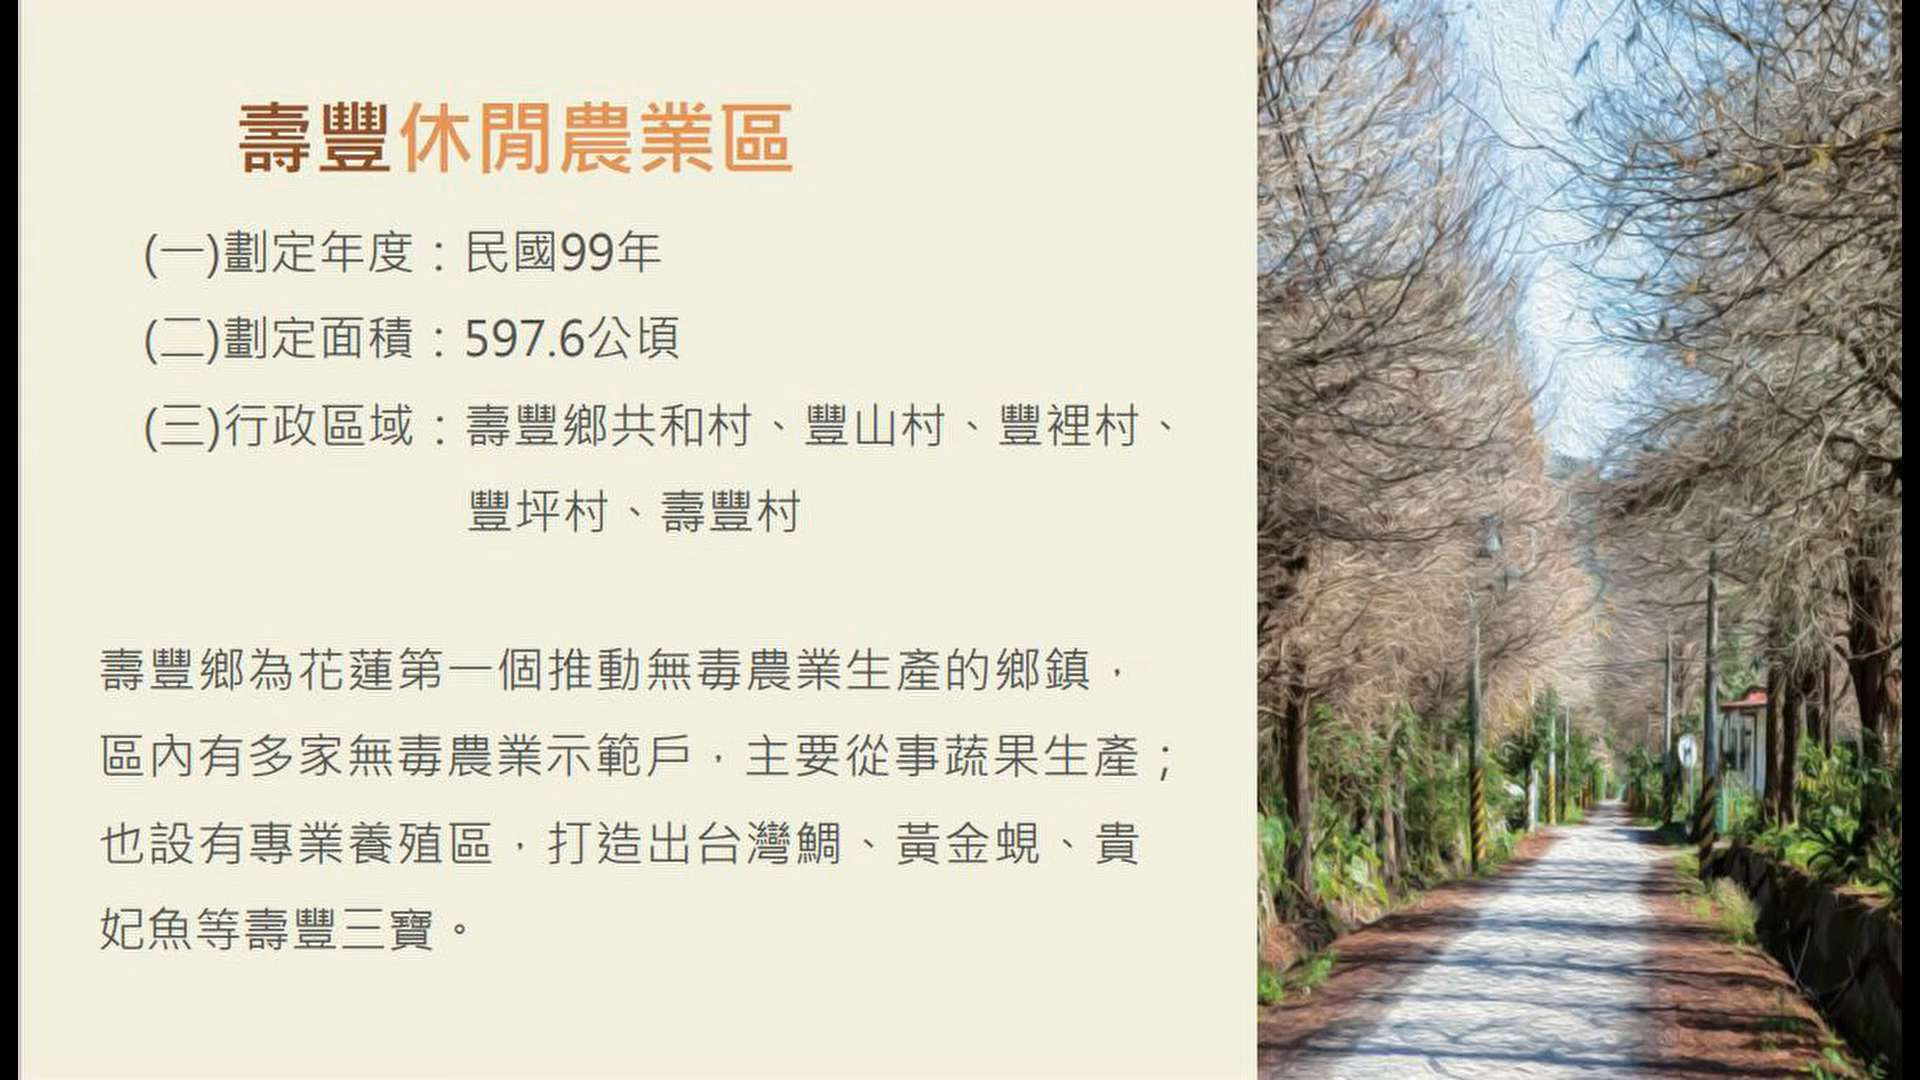 壽豐休閒農業區
(一)劃定年度：民國99年
(二)劃定面積：597.6公頃
(三)行政區域：壽豐鄉共和村、豐山村、豐裡村、
豐坪村、壽豐村
壽豐鄉為花蓮第一個推動無毒農業生產的鄉鎮，
區內有多家無毒農業示範戶，主要從事蔬果生產；
也設有專業養殖區，打造出台灣鯛、黃金蜆、貴
妃魚等壽豐三寶。